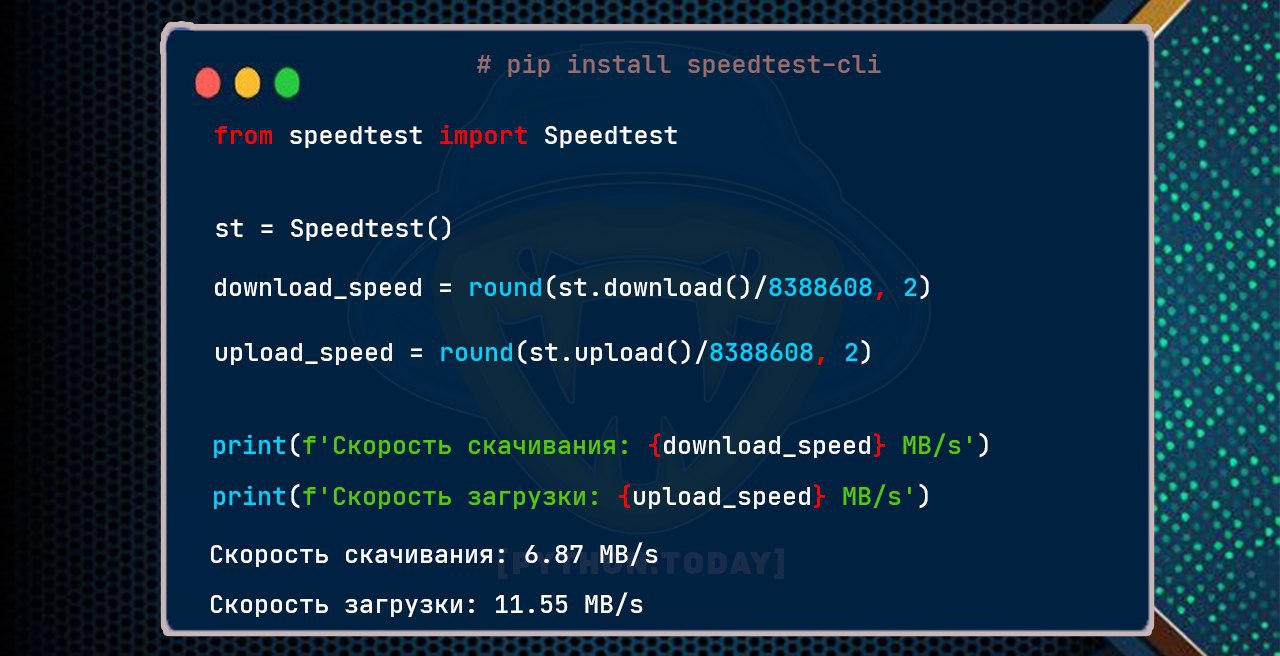 # pip install speedtest-cli
from speedtest import Speedtest
st = Speedtest()
download_speed = round(st.download()/8388608, 2)
upload_speed = round(st.upload()/8388608, 2)
print(f'Скорость скачивания: {download_speed} MB/s')
print(f'Скорость загрузки: {upload_speed} MB/s')
Скорость скачивания: 6.87 MB/s
[PYTHON.TODAY]
Скорость загрузки: 11.55 MB/s